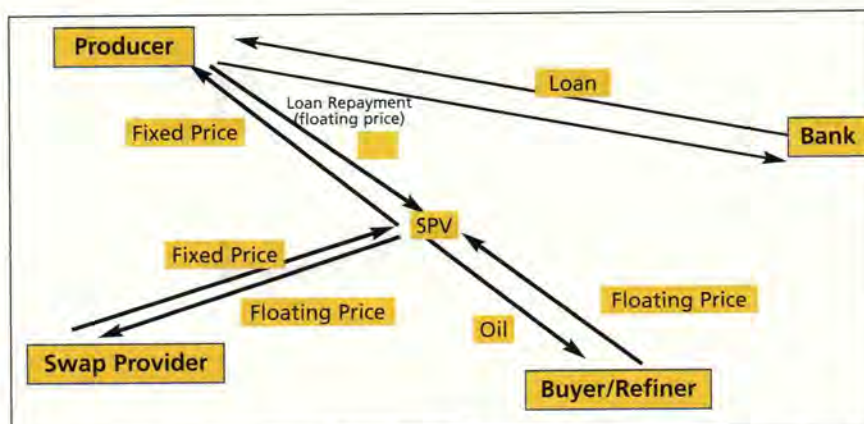 Producer
Loan
Loan Repayment
(floating price)
Fixed Price
Bank
SPV
Fixed Price
Floating Price
Floating Price
Oil
Swap Provider
Buyer/Refiner